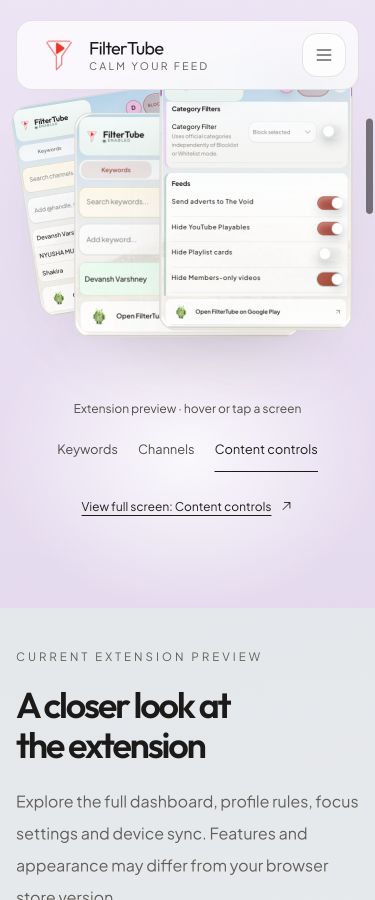 FilterTube
CALM YOUR FEED
FilterTube
ENABLED
Keywords
Search channels
Devansh Vars
NYUSHA MU
Shakira
D
BLOC
FilterTube
ENABLED
Keywords
Search keywords...
Add keyword...
Devansh Varshney
Open FilterTu
Category Filters
Category Filter
Uses official categories
independently of Blocklist
or Whitelist mode.
Block selected
Feeds
Send adverts to The Void
Hide YouTube Playables
Hide Playlist cards
Hide Members-only videos
Open FilterTube on Google Play
Extension preview · hover or tap a screen
Keywords
Channels
Content controls
View full screen: Content controls
CURRENT EXTENSION PREVIEW
A closer look at
the extension
Explore the full dashboard, profile rules, focus
settings and device sync. Features and
appearance may differ from your browser
store version